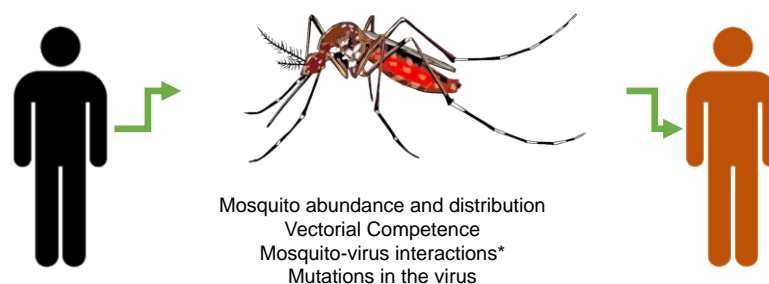 Mosquito abundance and distribution
Vectorial Competence
Mosquito-virus interactions*
Mutations in the virus